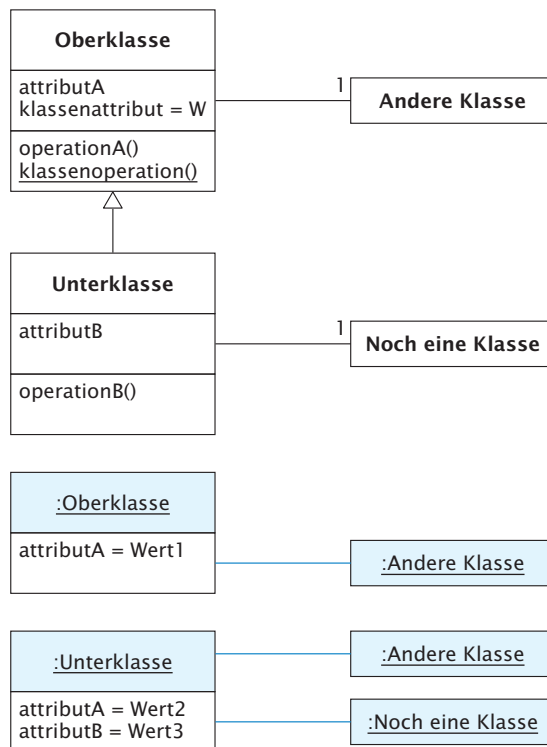 Oberklasse
attributA
klassenattribut = W
1
Andere Klasse
operationA()
klassenoperation()
Unterklasse
attributB
1
Noch eine Klasse
operationB()
:Oberklasse
attributA = Wert1
:Andere Klasse
:Unterklasse
:Andere Klasse
attributA = Wert2
attributB = Wert3
:Noch eine Klasse